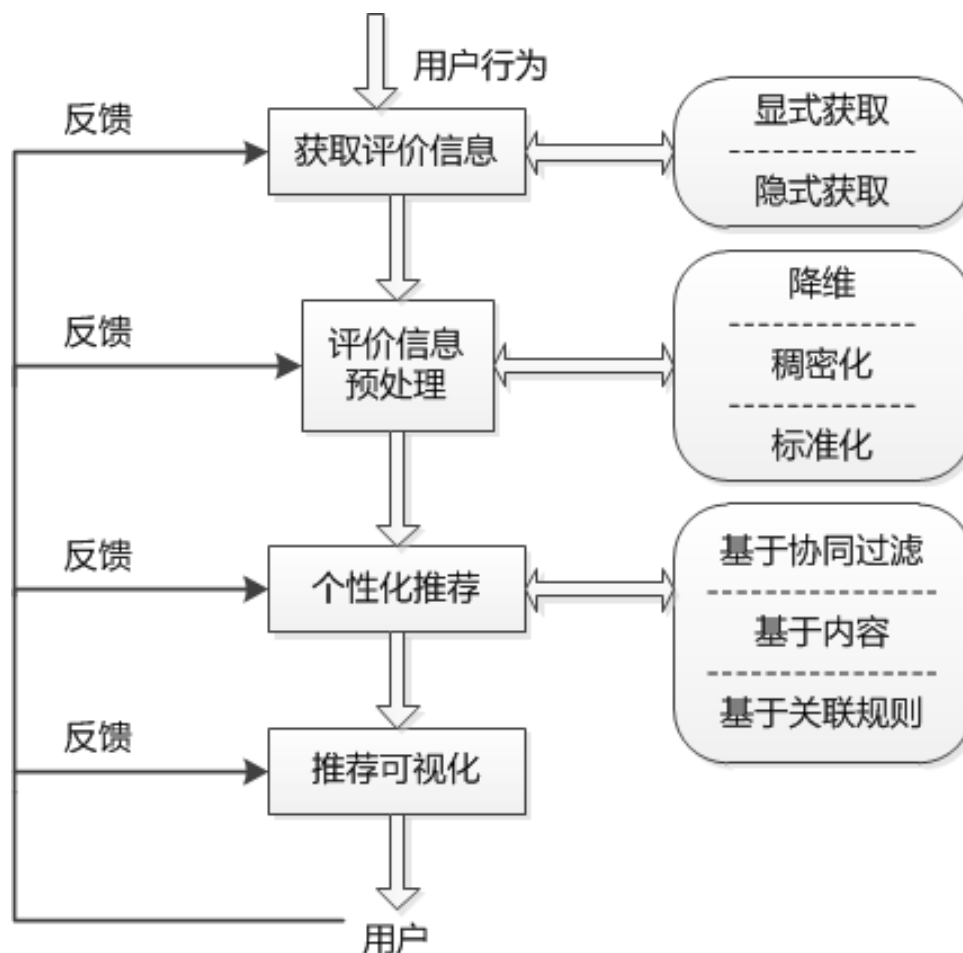 用户行为
反馈
获取评价信息
显式获取
隐式获取
反馈
评价信息
预处理
降维
稠密化
标准化
反馈
个性化推荐
基于协同过滤
基于内容
基于关联规则
反馈
推荐可视化
用户